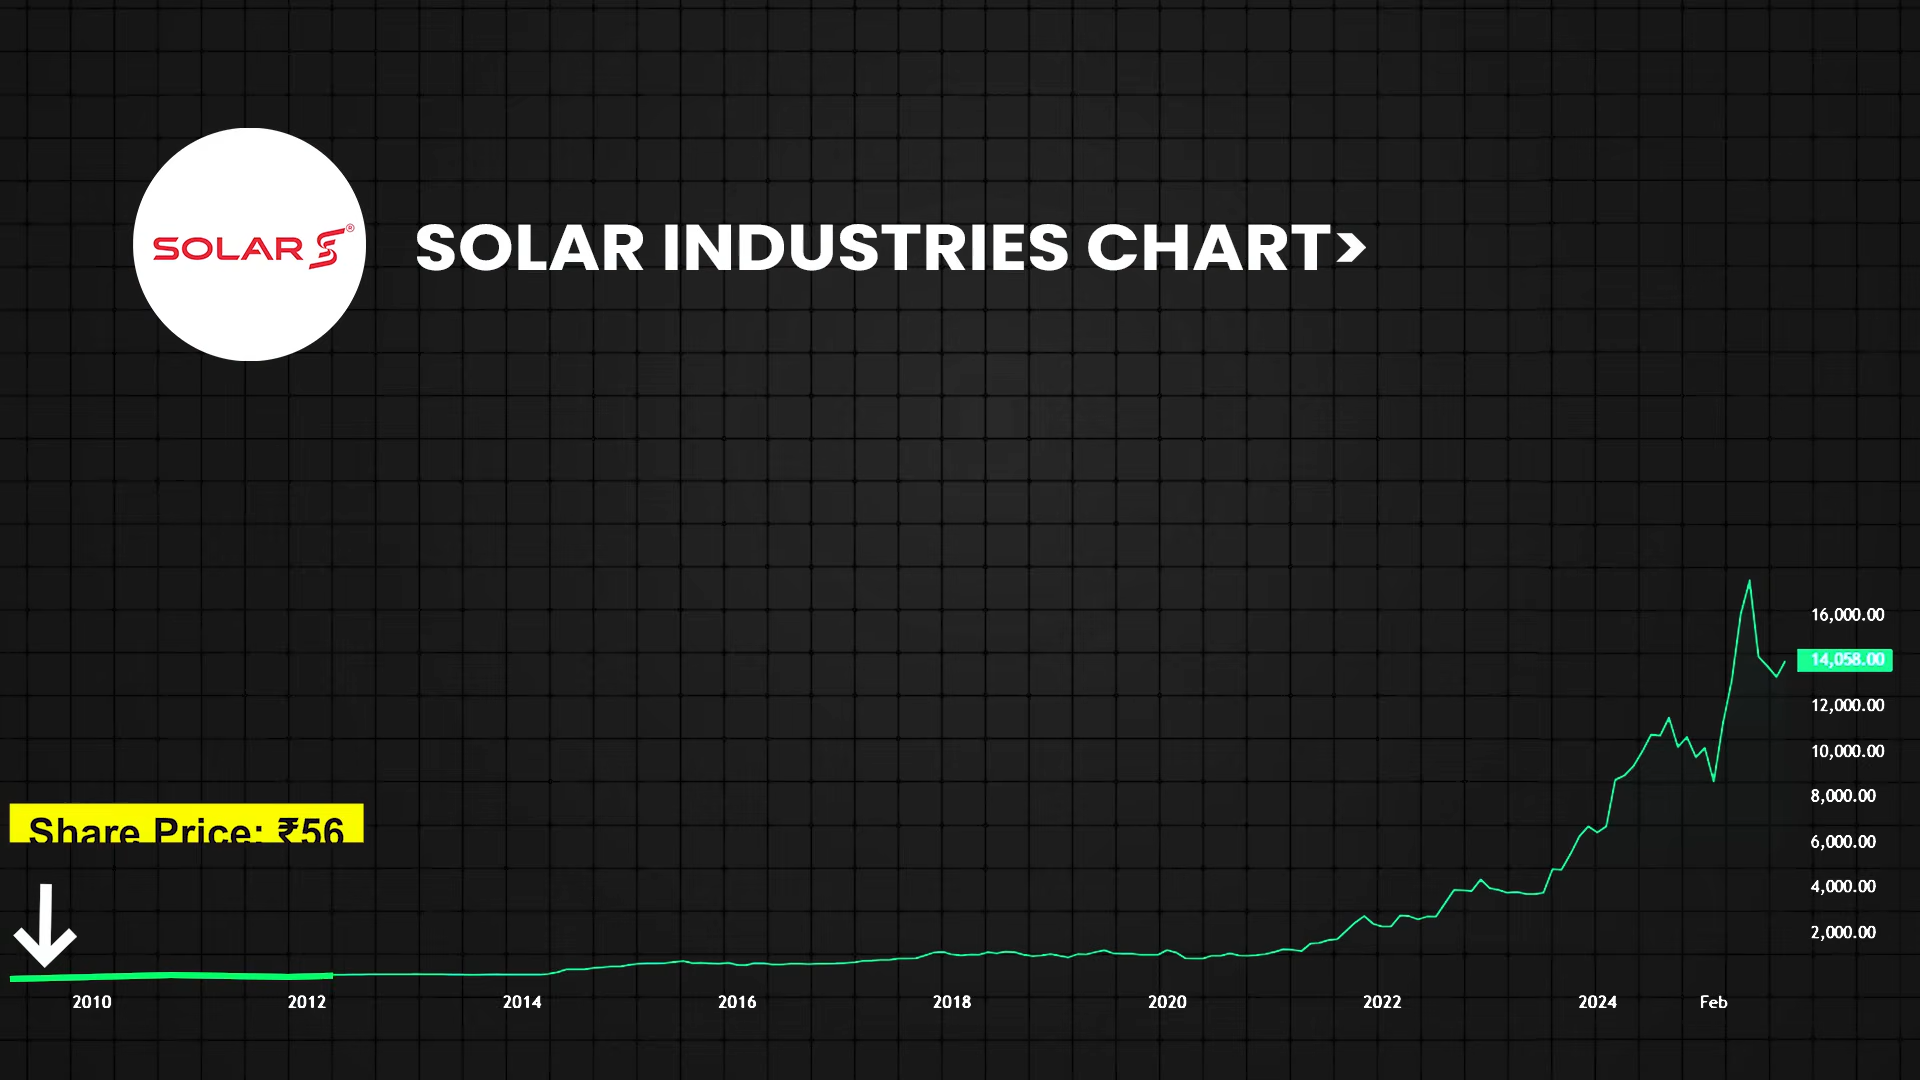 SOLAR S®
SOLAR INDUSTRIES CHART>
16,000.00
14,058.00
12,000.00
10,000.00
8,000.00
6,000.00
4,000.00
2,000.00
Share Price: ₹56
2010 2012 2014 2016 2018 2020 2022 2024 Feb